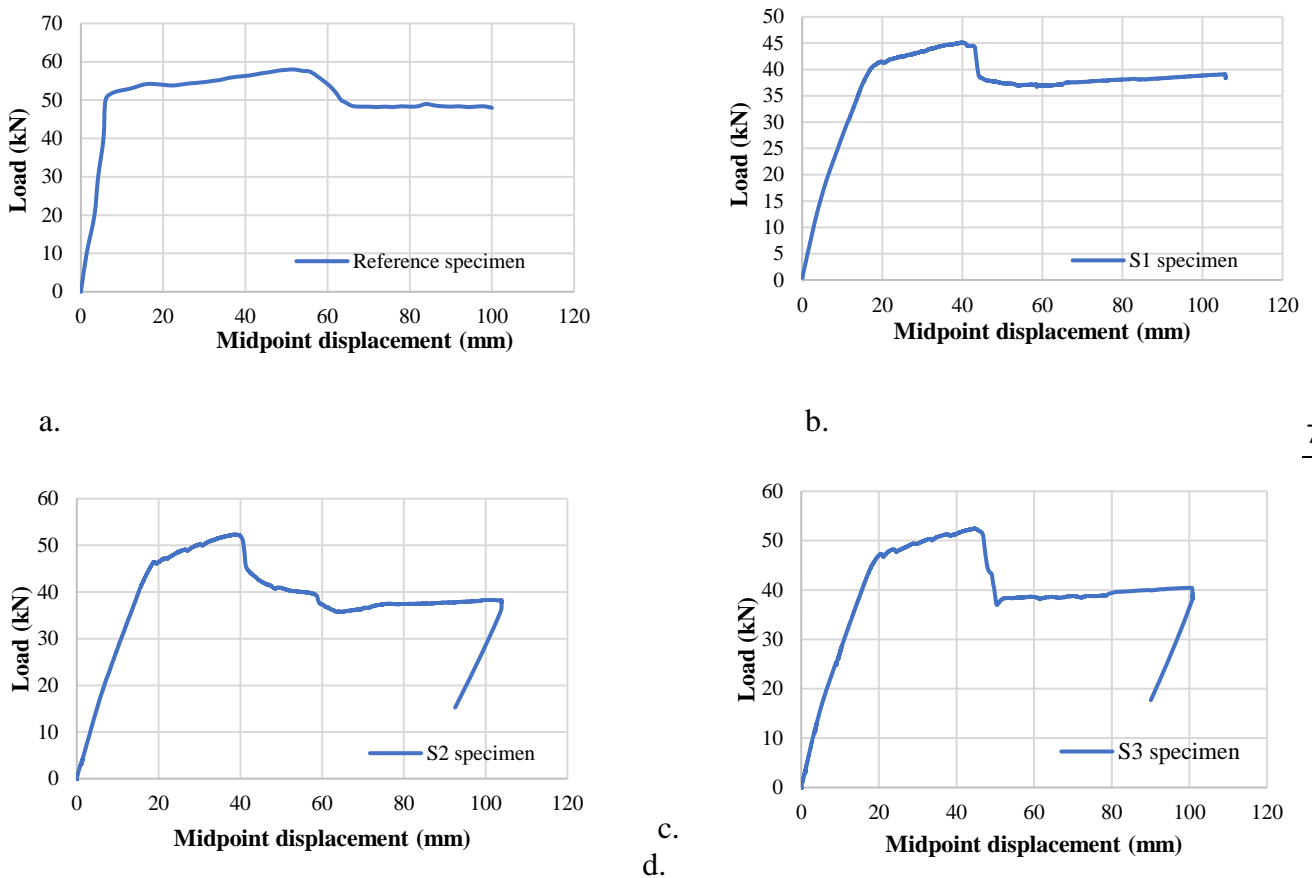 70
60
50
40
30
20
10
0
0 20 40 60 80 100 120
Load (kN)
Midpoint displacement (mm)
Reference specimen
50
45
40
35
30
25
20
15
10
5
0
0 20 40 60 80 100 120
Load (kN)
Midpoint displacement (mm)
S1 specimen
a.
b.
60
50
40
30
20
10
0
0 20 40 60 80 100 120
Load (kN)
Midpoint displacement (mm)
S2 specimen
60
50
40
30
20
10
0
0 20 40 60 80 100 120
Load (kN)
Midpoint displacement (mm)
S3 specimen
c.
d.